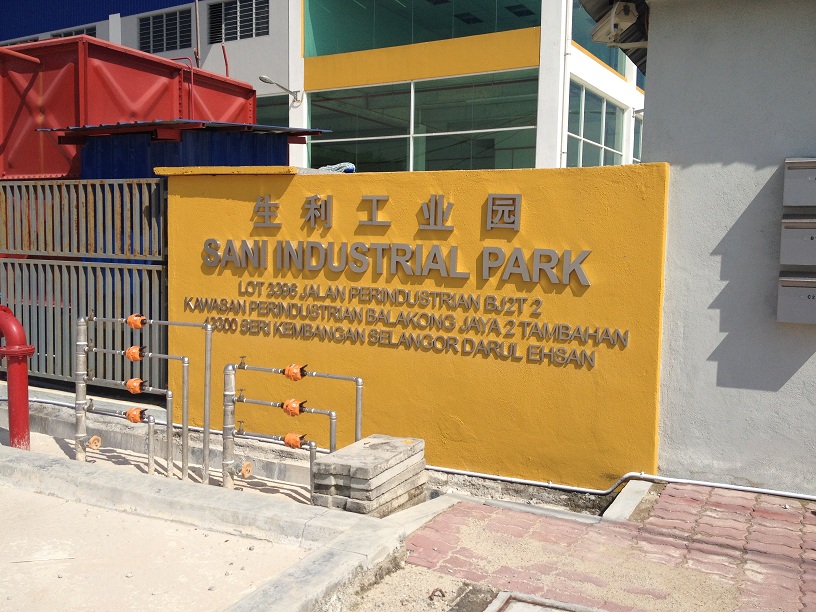 生利工业园
SANI INDUSTRIAL PARK
LOT 3396 JALAN PERINDUSTRIAN BJ2T 2
KAWASAN PERINDUSTRIAN BALAKONG JAYA 2 TAMBAHAN
43300 SERI KEMBANGAN SELANGOR DARUL EHSAN